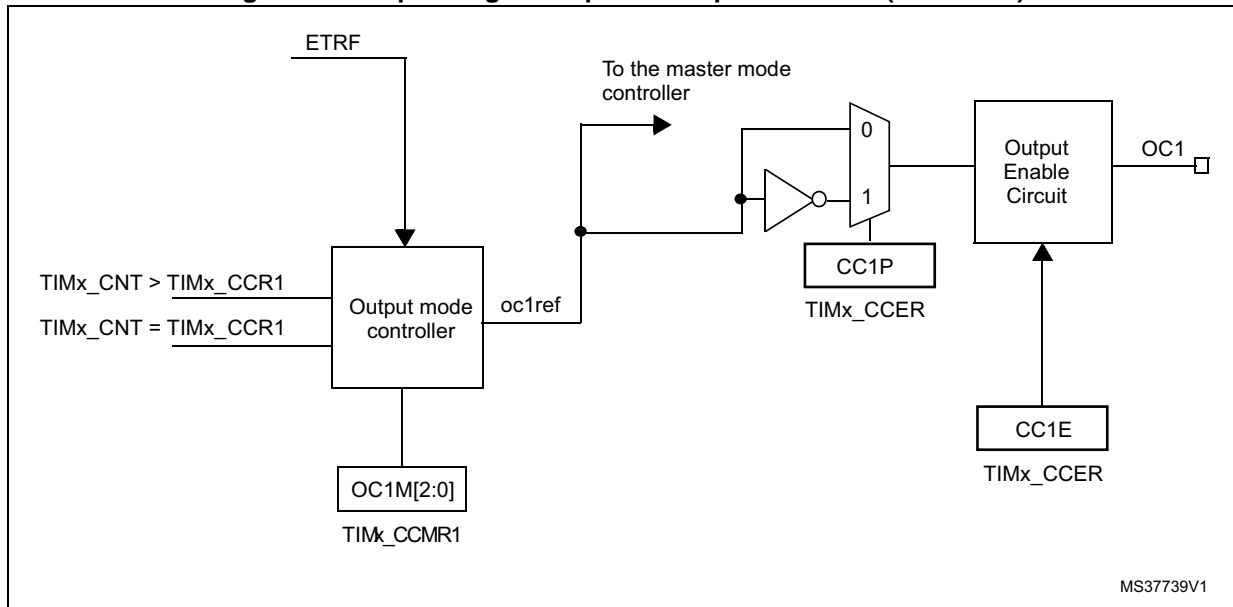 ETRF
To the master mode
controller
0
1
Output
Enable
Circuit
OC1
CC1P
TIMx_CCER
TIMx_CNT > TIMx_CCR1
TIMx_CNT = TIMx_CCR1
Output mode
controller
oc1ref
CC1E
TIMx_CCER
OC1M[2:0]
TIMx_CCMR1
MS37739V1